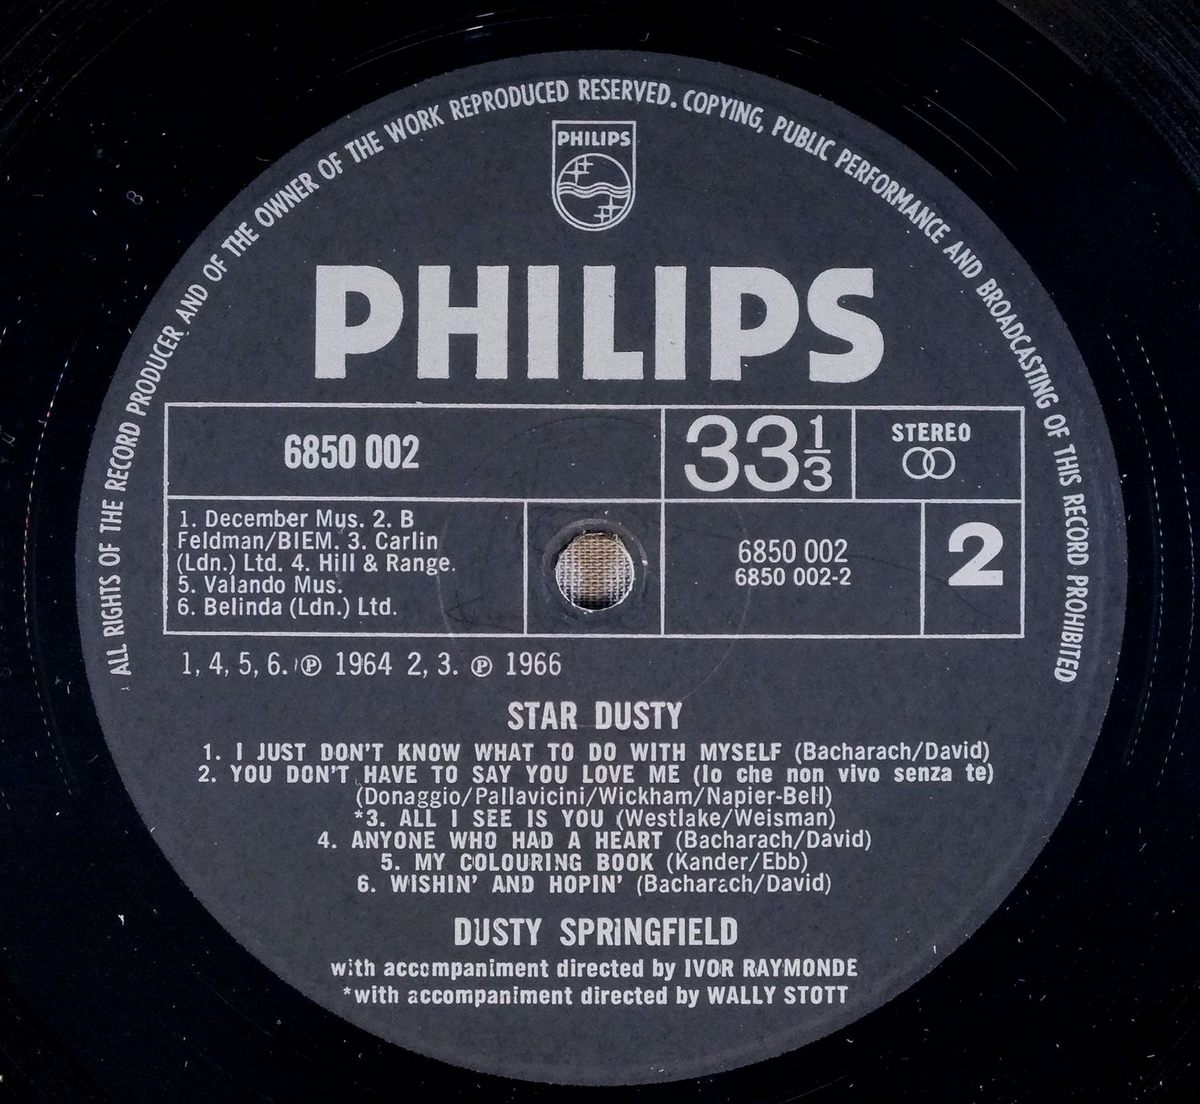 ALL RIGHTS OF THE RECORD PRODUCER AND OF THE OWNER OF THE WORK REPRODUCED RESERVED. COPYING, PUBLIC PERFORMANCE AND BROADCASTING OF THIS RECORD PROHIBITED
PHILIPS
PHILIPS
6850 002
33 1/3
STEREO
1. December Mus. 2. B
Feldman/BIEM. 3. Carlin
(Ldn.) Ltd. 4. Hill & Range.
5. Valando Mus.
6. Belinda (Ldn.) Ltd.
6850 002
6850 002-2
2
1, 4, 5, 6. ℗ 1964 2, 3. ℗ 1966
STAR DUSTY
1. I JUST DON'T KNOW WHAT TO DO WITH MYSELF (Bacharach/David)
2. YOU DON'T HAVE TO SAY YOU LOVE ME (Io che non vivo senza te)
(Donaggio/Pallavicini/Wickham/Napier-Bell)
*3. ALL I SEE IS YOU (Westlake/Weisman)
4. ANYONE WHO HAD A HEART (Bacharach/David)
5. MY COLOURING BOOK (Kander/Ebb)
6. WISHIN' AND HOPIN' (Bacharach/David)
DUSTY SPRINGFIELD
with accompaniment directed by IVOR RAYMONDE
*with accompaniment directed by WALLY STOTT